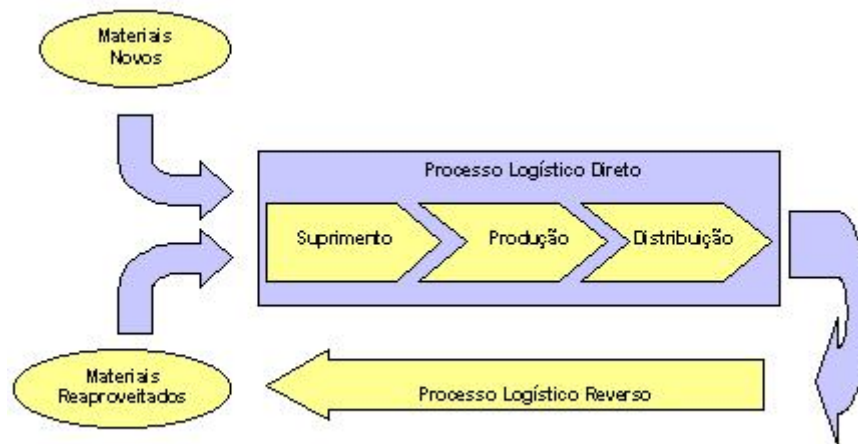 Materiais
Novos
Processo Logístico Direto
Suprimento
Produção
Distribuição
Materiais
Reaproveitados
Processo Logístico Reverso